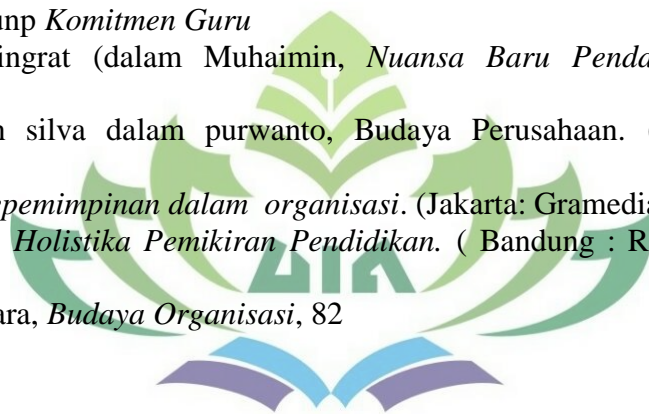 unp Komitmen Guru
ingrat (dalam Muhaimin, Nuansa Baru Penda
silva dalam purwanto, Budaya Perusahaan. (
epemimpinan dalam organisasi. (Jakarta: Gramedia
Holistika Pemikiran Pendidikan. ( Bandung : R
ara, Budaya Organisasi, 82